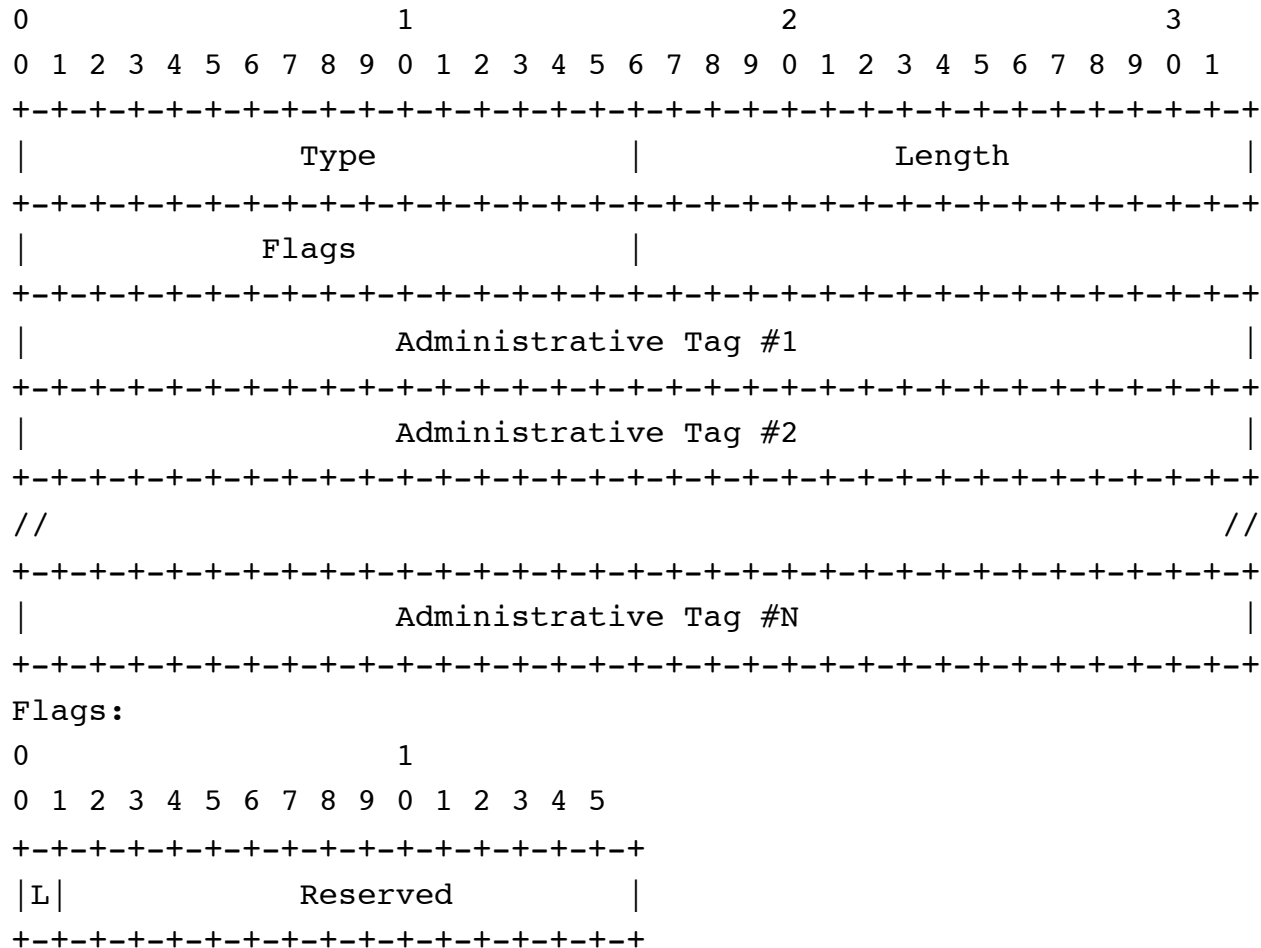 0                   1                   2                   3
0 1 2 3 4 5 6 7 8 9 0 1 2 3 4 5 6 7 8 9 0 1 2 3 4 5 6 7 8 9 0 1
+-+-+-+-+-+-+-+-+-+-+-+-+-+-+-+-+-+-+-+-+-+-+-+-+-+-+-+-+-+-+-+-+
|              Type             |             Length            |
+-+-+-+-+-+-+-+-+-+-+-+-+-+-+-+-+-+-+-+-+-+-+-+-+-+-+-+-+-+-+-+-+
|            Flags              |
+-+-+-+-+-+-+-+-+-+-+-+-+-+-+-+-+-+-+-+-+-+-+-+-+-+-+-+-+-+-+-+-+
|                   Administrative Tag #1                       |
+-+-+-+-+-+-+-+-+-+-+-+-+-+-+-+-+-+-+-+-+-+-+-+-+-+-+-+-+-+-+-+-+
|                   Administrative Tag #2                       |
+-+-+-+-+-+-+-+-+-+-+-+-+-+-+-+-+-+-+-+-+-+-+-+-+-+-+-+-+-+-+-+-+
//                                                             //
+-+-+-+-+-+-+-+-+-+-+-+-+-+-+-+-+-+-+-+-+-+-+-+-+-+-+-+-+-+-+-+-+
|                   Administrative Tag #N                       |
+-+-+-+-+-+-+-+-+-+-+-+-+-+-+-+-+-+-+-+-+-+-+-+-+-+-+-+-+-+-+-+-+
Flags:
0                   1
0 1 2 3 4 5 6 7 8 9 0 1 2 3 4 5
+-+-+-+-+-+-+-+-+-+-+-+-+-+-+-+-+
|L|            Reserved         |
+-+-+-+-+-+-+-+-+-+-+-+-+-+-+-+-+